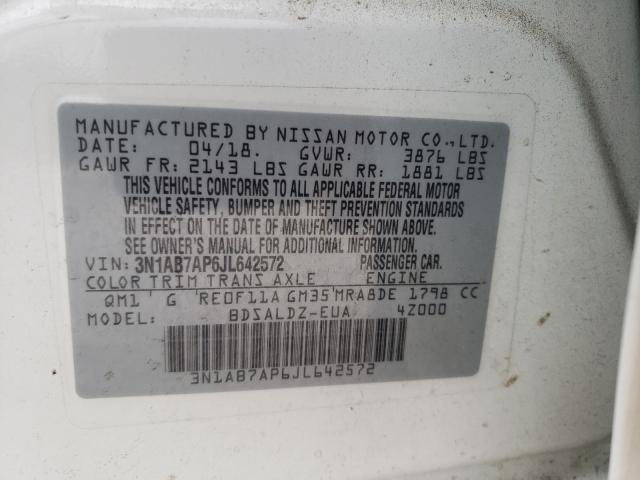 MANUFACTURED BY NISSAN MOTOR CO., LTD.
DATE: 04/18. GVWR: 3876 LBS
GAWR FR: 2143 LBS GAWR RR: 1881 LBS
THIS VEHICLE CONFORMS TO ALL APPLICABLE FEDERAL MOTOR
VEHICLE SAFETY, BUMPER AND THEFT PREVENTION STANDARDS
IN EFFECT ON THE DATE OF MANUFACTURE SHOWN ABOVE.
SEE OWNER'S MANUAL FOR ADDITIONAL INFORMATION.
VIN: 3N1AB7AP6JL642572 PASSENGER CAR.
COLOR TRIM TRANS AXLE ENGINE
QM1 G RE0F11A GM35 MRA8DE 1798 CC
MODEL: BDSALDZ-EUA 4Z000
3N1AB7AP6JL642572